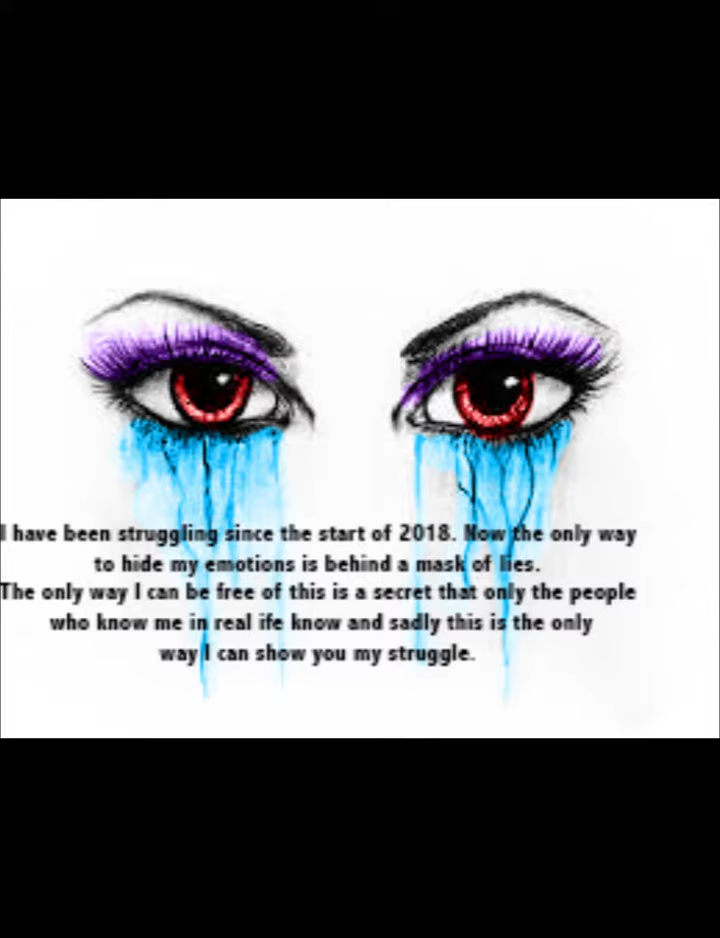 I have been struggling since the start of 2018. Now the only way
to hide my emotions is behind a mask of lies.
The only way I can be free of this is a secret that only the people
who know me in real ife know and sadly this is the only
way I can show you my struggle.